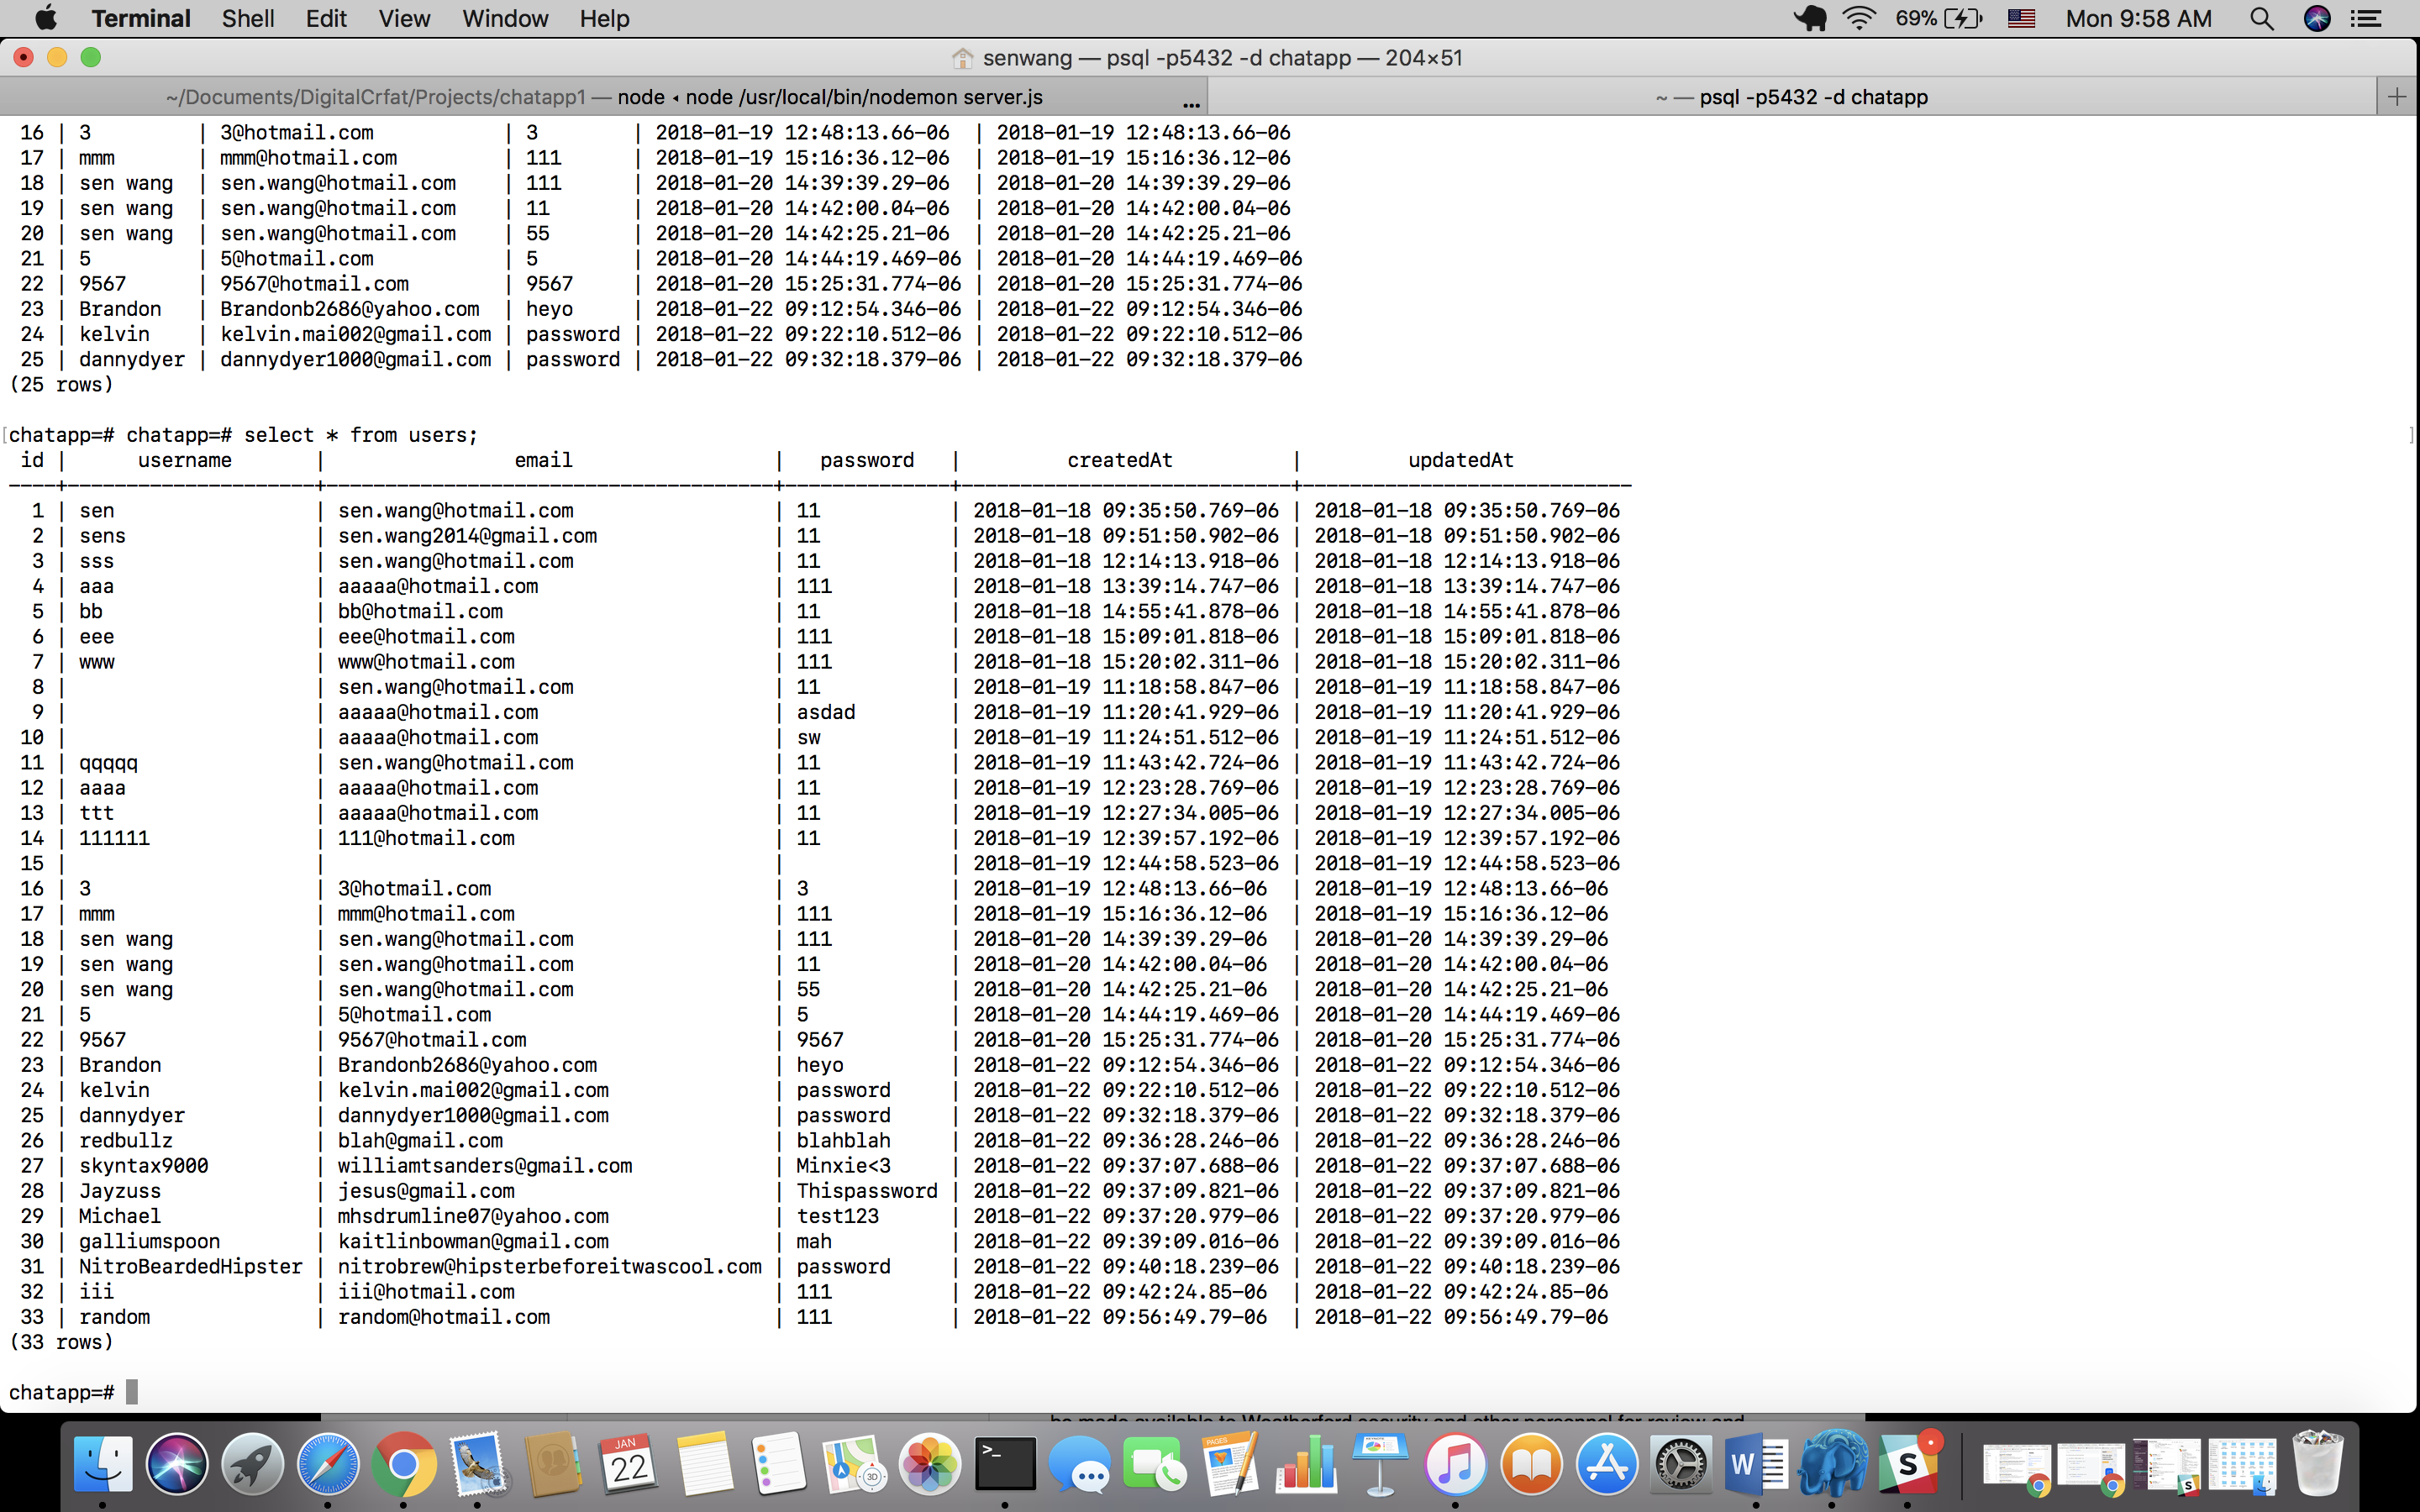 Terminal Shell Edit View Window Help 69% Mon 9:58 AM
senwang — psql -p5432 -d chatapp — 204×51
~/Documents/DigitalCrfat/Projects/chatapp1 — node ◂ node /usr/local/bin/nodemon server.js ... ~ — psql -p5432 -d chatapp +
16 | 3 | 3@hotmail.com | 3 | 2018-01-19 12:48:13.66-06 | 2018-01-19 12:48:13.66-06
17 | mmm | mmm@hotmail.com | 111 | 2018-01-19 15:16:36.12-06 | 2018-01-19 15:16:36.12-06
18 | sen wang | sen.wang@hotmail.com | 111 | 2018-01-20 14:39:39.29-06 | 2018-01-20 14:39:39.29-06
19 | sen wang | sen.wang@hotmail.com | 11 | 2018-01-20 14:42:00.04-06 | 2018-01-20 14:42:00.04-06
20 | sen wang | sen.wang@hotmail.com | 55 | 2018-01-20 14:42:25.21-06 | 2018-01-20 14:42:25.21-06
21 | 5 | 5@hotmail.com | 5 | 2018-01-20 14:44:19.469-06 | 2018-01-20 14:44:19.469-06
22 | 9567 | 9567@hotmail.com | 9567 | 2018-01-20 15:25:31.774-06 | 2018-01-20 15:25:31.774-06
23 | Brandon | Brandonb2686@yahoo.com | heyo | 2018-01-22 09:12:54.346-06 | 2018-01-22 09:12:54.346-06
24 | kelvin | kelvin.mai002@gmail.com | password | 2018-01-22 09:22:10.512-06 | 2018-01-22 09:22:10.512-06
25 | dannydyer | dannydyer1000@gmail.com | password | 2018-01-22 09:32:18.379-06 | 2018-01-22 09:32:18.379-06
(25 rows)
[chatapp=# chatapp=# select * from users; ]
id | username | email | password | createdAt | updatedAt
----+---------------------+--------------------------------------+--------------+----------------------------+----------------------------
1 | sen | sen.wang@hotmail.com | 11 | 2018-01-18 09:35:50.769-06 | 2018-01-18 09:35:50.769-06
2 | sens | sen.wang2014@gmail.com | 11 | 2018-01-18 09:51:50.902-06 | 2018-01-18 09:51:50.902-06
3 | sss | sen.wang@hotmail.com | 11 | 2018-01-18 12:14:13.918-06 | 2018-01-18 12:14:13.918-06
4 | aaa | aaaaa@hotmail.com | 111 | 2018-01-18 13:39:14.747-06 | 2018-01-18 13:39:14.747-06
5 | bb | bb@hotmail.com | 11 | 2018-01-18 14:55:41.878-06 | 2018-01-18 14:55:41.878-06
6 | eee | eee@hotmail.com | 111 | 2018-01-18 15:09:01.818-06 | 2018-01-18 15:09:01.818-06
7 | www | www@hotmail.com | 111 | 2018-01-18 15:20:02.311-06 | 2018-01-18 15:20:02.311-06
8 | | sen.wang@hotmail.com | 11 | 2018-01-19 11:18:58.847-06 | 2018-01-19 11:18:58.847-06
9 | | aaaaa@hotmail.com | asdad | 2018-01-19 11:20:41.929-06 | 2018-01-19 11:20:41.929-06
10 | | aaaaa@hotmail.com | sw | 2018-01-19 11:24:51.512-06 | 2018-01-19 11:24:51.512-06
11 | qqqqq | sen.wang@hotmail.com | 11 | 2018-01-19 11:43:42.724-06 | 2018-01-19 11:43:42.724-06
12 | aaaa | aaaaa@hotmail.com | 11 | 2018-01-19 12:23:28.769-06 | 2018-01-19 12:23:28.769-06
13 | ttt | aaaaa@hotmail.com | 11 | 2018-01-19 12:27:34.005-06 | 2018-01-19 12:27:34.005-06
14 | 111111 | 111@hotmail.com | 11 | 2018-01-19 12:39:57.192-06 | 2018-01-19 12:39:57.192-06
15 | | | | 2018-01-19 12:44:58.523-06 | 2018-01-19 12:44:58.523-06
16 | 3 | 3@hotmail.com | 3 | 2018-01-19 12:48:13.66-06 | 2018-01-19 12:48:13.66-06
17 | mmm | mmm@hotmail.com | 111 | 2018-01-19 15:16:36.12-06 | 2018-01-19 15:16:36.12-06
18 | sen wang | sen.wang@hotmail.com | 111 | 2018-01-20 14:39:39.29-06 | 2018-01-20 14:39:39.29-06
19 | sen wang | sen.wang@hotmail.com | 11 | 2018-01-20 14:42:00.04-06 | 2018-01-20 14:42:00.04-06
20 | sen wang | sen.wang@hotmail.com | 55 | 2018-01-20 14:42:25.21-06 | 2018-01-20 14:42:25.21-06
21 | 5 | 5@hotmail.com | 5 | 2018-01-20 14:44:19.469-06 | 2018-01-20 14:44:19.469-06
22 | 9567 | 9567@hotmail.com | 9567 | 2018-01-20 15:25:31.774-06 | 2018-01-20 15:25:31.774-06
23 | Brandon | Brandonb2686@yahoo.com | heyo | 2018-01-22 09:12:54.346-06 | 2018-01-22 09:12:54.346-06
24 | kelvin | kelvin.mai002@gmail.com | password | 2018-01-22 09:22:10.512-06 | 2018-01-22 09:22:10.512-06
25 | dannydyer | dannydyer1000@gmail.com | password | 2018-01-22 09:32:18.379-06 | 2018-01-22 09:32:18.379-06
26 | redbullz | blah@gmail.com | blahblah | 2018-01-22 09:36:28.246-06 | 2018-01-22 09:36:28.246-06
27 | skyntax9000 | williamtsanders@gmail.com | Minxie<3 | 2018-01-22 09:37:07.688-06 | 2018-01-22 09:37:07.688-06
28 | Jayzuss | jesus@gmail.com | Thispassword | 2018-01-22 09:37:09.821-06 | 2018-01-22 09:37:09.821-06
29 | Michael | mhsdrumline07@yahoo.com | test123 | 2018-01-22 09:37:20.979-06 | 2018-01-22 09:37:20.979-06
30 | galliumspoon | kaitlinbowman@gmail.com | mah | 2018-01-22 09:39:09.016-06 | 2018-01-22 09:39:09.016-06
31 | NitroBeardedHipster | nitrobrew@hipsterbeforeitwascool.com | password | 2018-01-22 09:40:18.239-06 | 2018-01-22 09:40:18.239-06
32 | iii | iii@hotmail.com | 111 | 2018-01-22 09:42:24.85-06 | 2018-01-22 09:42:24.85-06
33 | random | random@hotmail.com | 111 | 2018-01-22 09:56:49.79-06 | 2018-01-22 09:56:49.79-06
(33 rows)
chatapp=#
be made available to Weatherford security and other personnel for review and
JAN
22
3D
>_
PAGES
W
S